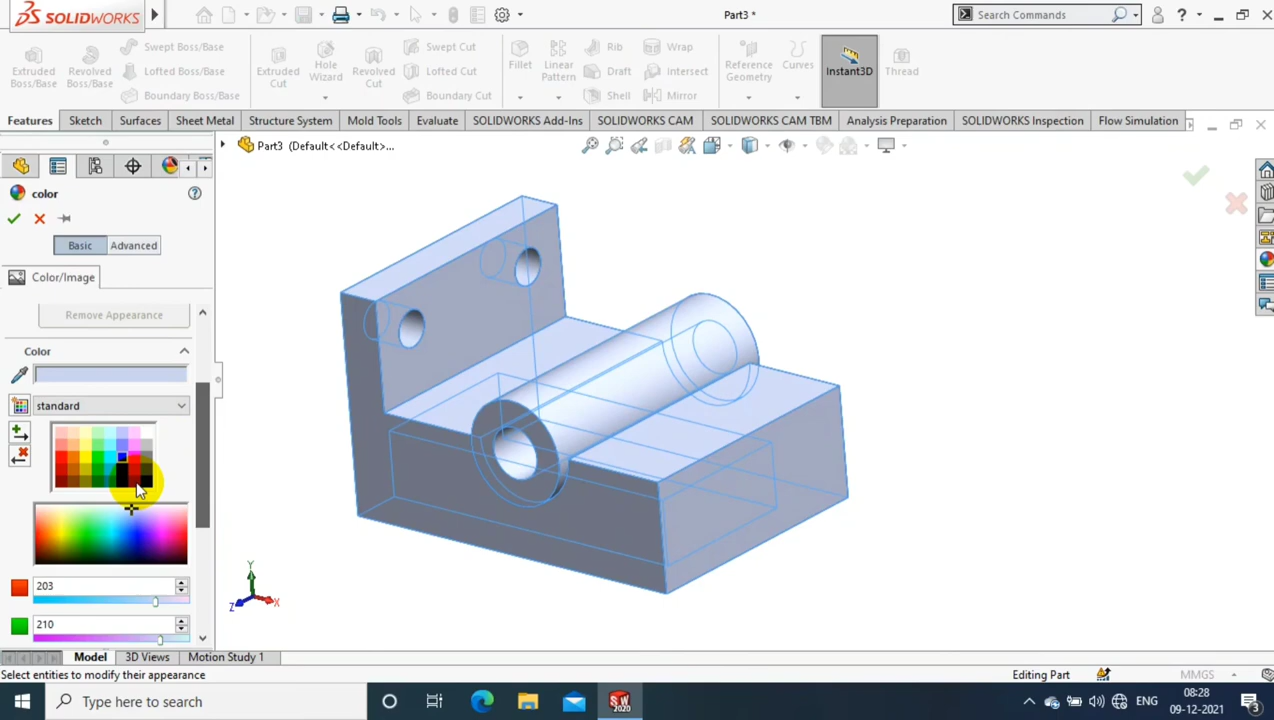 SOLIDWORKS
Part3 *
Search Commands
Extruded Boss/Base
Revolved Boss/Base
Swept Boss/Base
Lofted Boss/Base
Boundary Boss/Base
Extruded Cut
Hole Wizard
Revolved Cut
Swept Cut
Lofted Cut
Boundary Cut
Fillet
Linear Pattern
Rib
Draft
Shell
Wrap
Intersect
Mirror
Reference Geometry
Curves
Instant3D
Thread
Features
Sketch
Surfaces
Sheet Metal
Structure System
Mold Tools
Evaluate
SOLIDWORKS Add-Ins
SOLIDWORKS CAM
SOLIDWORKS CAM TBM
Analysis Preparation
SOLIDWORKS Inspection
Flow Simulation
Part3 (Default<<Default>...
color
Basic
Advanced
Color/Image
Remove Appearance
Color
standard
203
210
Y
Z
X
Model
3D Views
Motion Study 1
Select entities to modify their appearance
Editing Part
MMGS
Type here to search
SW
2020
ENG
08:28
09-12-2021
3